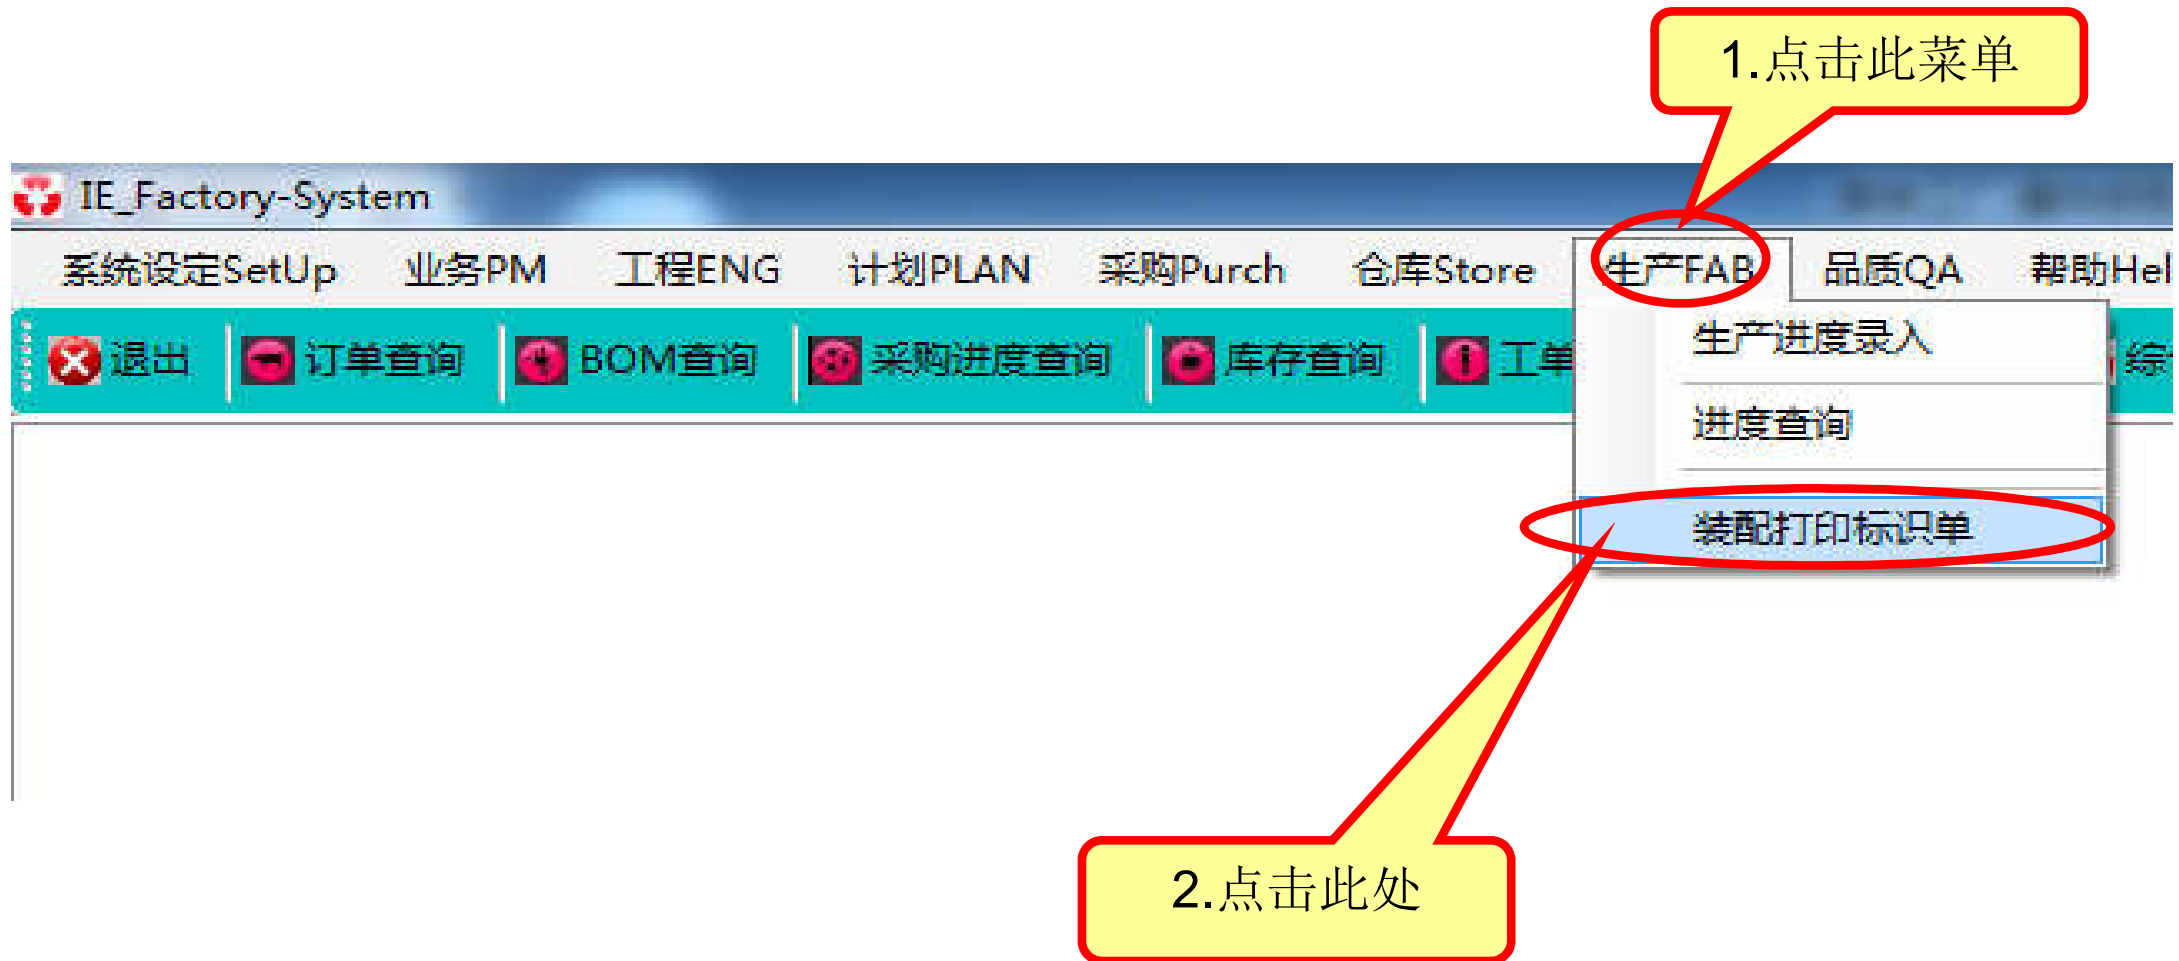 1.点击此菜单
IE_Factory-System
系统设定SetUp 业务PM 工程ENG 计划PLAN 采购Purch 仓库Store 生产FAB 品质QA 帮助Hel
退出 订单查询 BOM查询 采购进度查询 库存查询 工单 综
生产进度录入
进度查询
装配打印标识单
2.点击此处